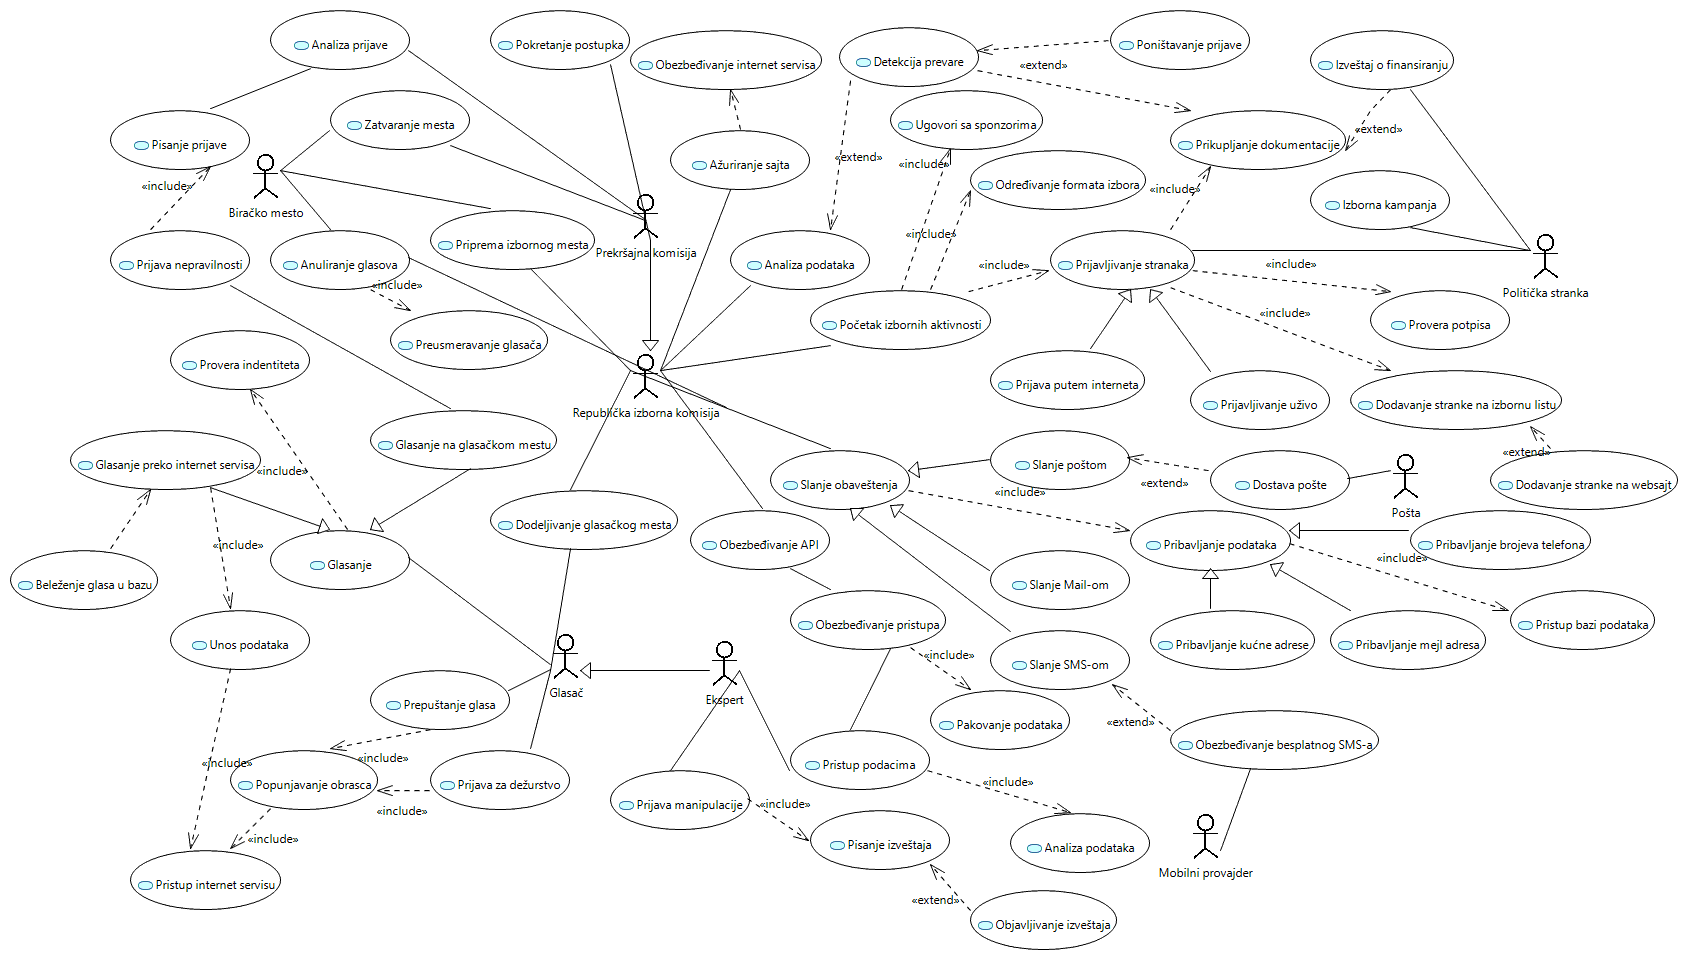 Analiza prijave
Pokretanje postupka
Obezbeđivanje internet servisa
Detekcija prevare
Poništavanje prijave
«extend»
Izveštaj o finansiranju
Zatvaranje mesta
Ugovori sa sponzorima
«extend»
Pisanje prijave
Prikupljanje dokumentacije
«extend»
«include»
Ažuriranje sajta
«include»
Određivanje formata izbora
«include»
Biračko mesto
Izborna kampanja
Priprema izbornog mesta
Prekršajna komisija
«include»
Prijava nepravilnosti
Anuliranje glasova
Analiza podataka
«include»
Prijavljivanje stranaka
«include»
Politička stranka
«include»
Preusmeravanje glasača
Početak izbornih aktivnosti
«include»
Provera potpisa
Provera indentiteta
Republička izborna komisija
Prijava putem interneta
Prijavljivanje uživo
Dodavanje stranke na izbornu listu
Glasanje na glasačkom mestu
«extend»
Glasanje preko internet servisa
«include»
Slanje obaveštenja
Slanje poštom
«extend»
Dostava pošte
Pošta
Dodavanje stranke na websajt
«include»
Dodeljivanje glasačkog mesta
Obezbeđivanje API
Pribavljanje podataka
Pribavljanje brojeva telefona
«include»
«include»
Beleženje glasa u bazu
Glasanje
Slanje Mail-om
Obezbeđivanje pristupa
Pristup bazi podataka
Unos podataka
«include»
Slanje SMS-om
Pribavljanje kućne adrese
Pribavljanje mejl adresa
Glasač
Ekspert
Prepuštanje glasa
Pakovanje podataka
«extend»
Obezbeđivanje besplatnog SMS-a
«include»
«include»
Popunjavanje obrasca
Prijava za dežurstvo
Pristup podacima
«include»
«include»
Prijava manipulacije
«include»
«include»
Pisanje izveštaja
Analiza podataka
Mobilni provajder
Pristup internet servisu
«extend»
Objavljivanje izveštaja